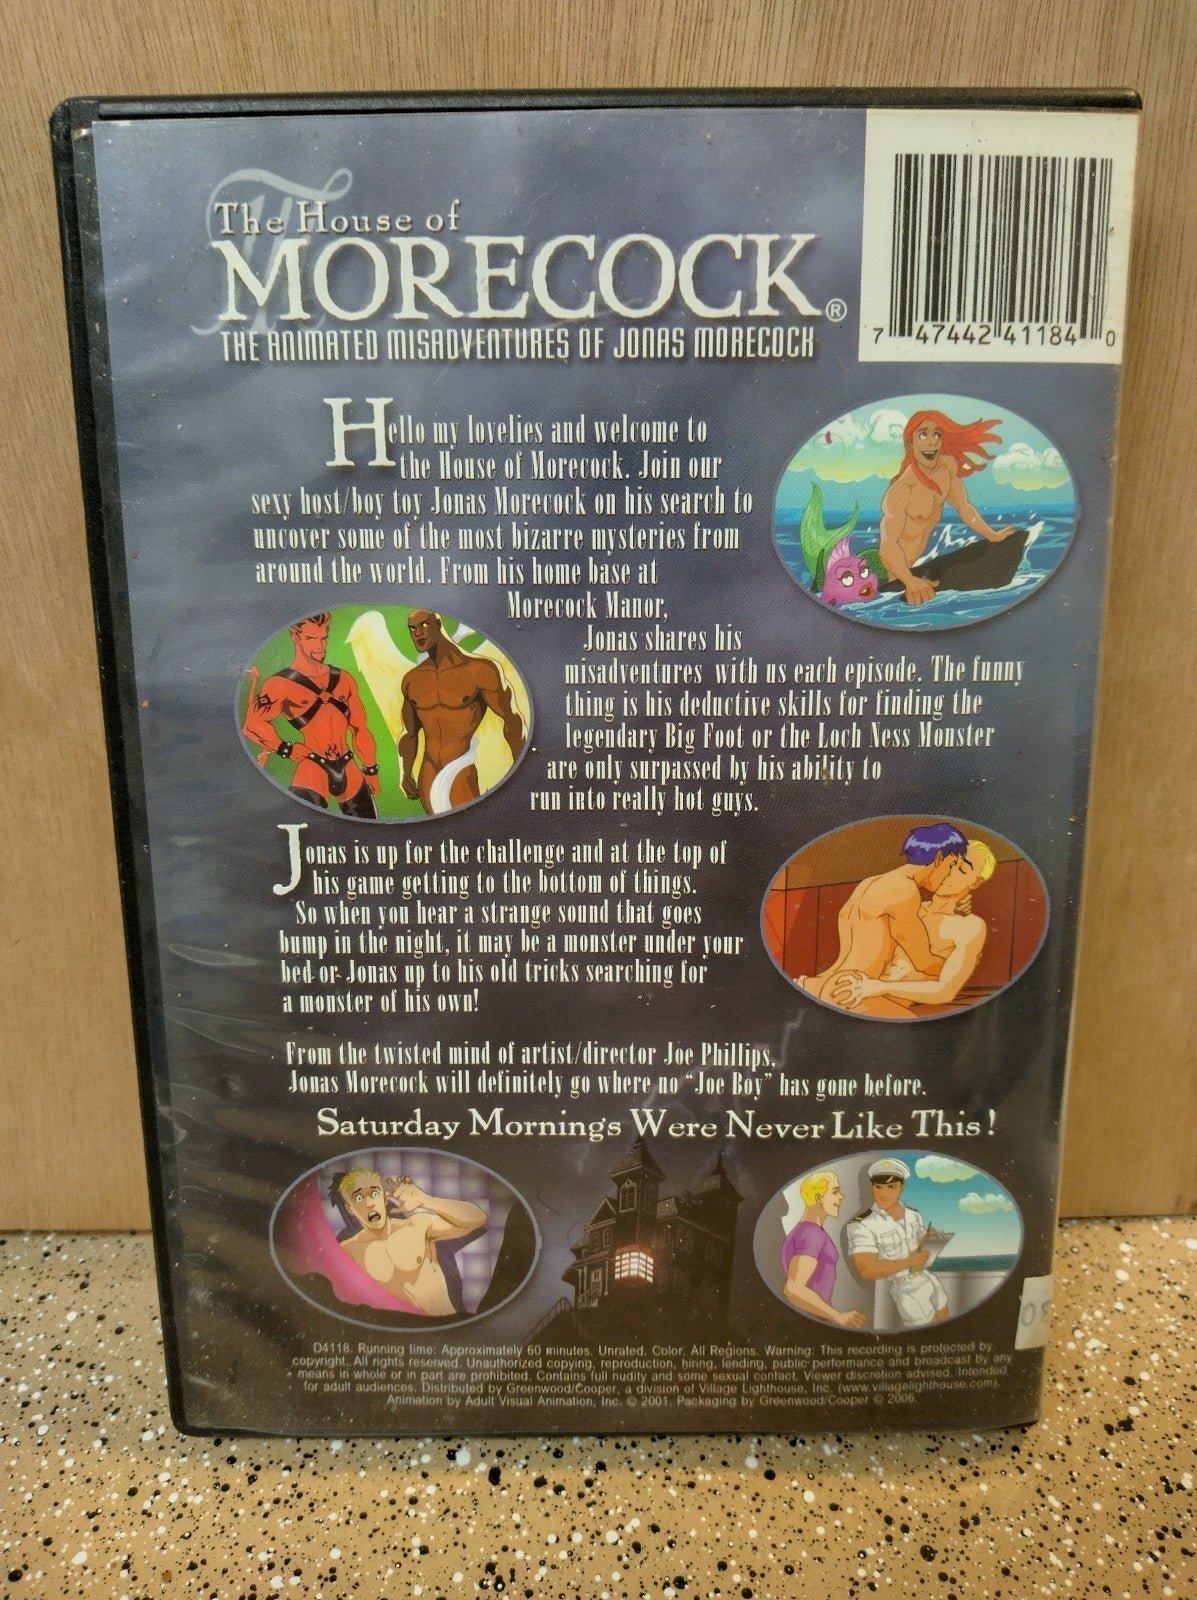 The House of
MORECOCK®
THE ANIMATED MISADVENTURES OF JONAS MORECOCK
7 47442 41184 0
Hello my lovelies and welcome to
the House of Morecock. Join our
sexy host/boy toy Jonas Morecock on his search to
uncover some of the most bizarre mysteries from
around the world. From his home base at
Morecock Manor,
Jonas shares his
misadventures with us each episode. The funny
thing is his deductive skills for finding the
legendary Big Foot or the Loch Ness Monster
are only surpassed by his ability to
run into really hot guys.
Jonas is up for the challenge and at the top of
his game getting to the bottom of things.
So when you hear a strange sound that goes
bump in the night, it may be a monster under your
bed or Jonas up to his old tricks searching for
a monster of his own!
From the twisted mind of artist/director Joe Phillips,
Jonas Morecock will definitely go where no "Joe Boy" has gone before.
Saturday Mornings Were Never Like This!
D4118. Running time: Approximately 60 minutes. Unrated. Color. All Regions. Warning: This recording is protected by
copyright. All rights reserved. Unauthorized copying, reproduction, hiring, lending, public performance and broadcast by any
means in whole or in part are prohibited. Contains full nudity and some sexual contact. Viewer discretion advised. Intended
for adult audiences. Distributed by Greenwood/Cooper, a division of Village Lighthouse, Inc. (www.villagelighthouse.com).
Animation by Adult Visual Animation, Inc. © 2001. Packaging by Greenwood/Cooper © 2006.